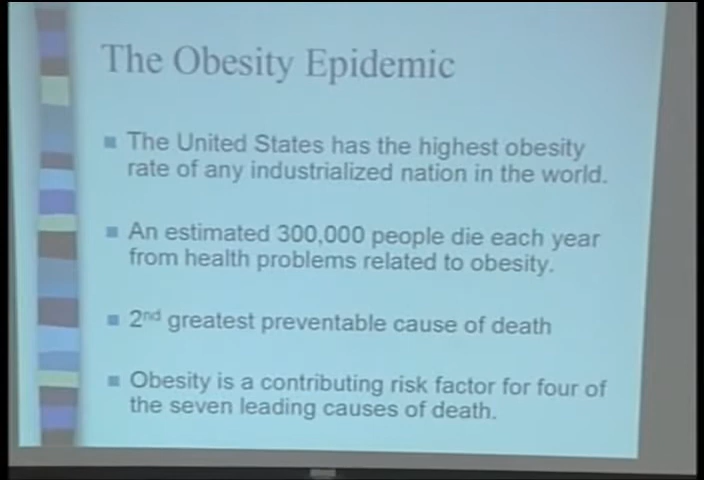 The Obesity Epidemic
The United States has the highest obesity
rate of any industrialized nation in the world.
An estimated 300,000 people die each year
from health problems related to obesity.
2nd greatest preventable cause of death
Obesity is a contributing risk factor for four of
the seven leading causes of death.